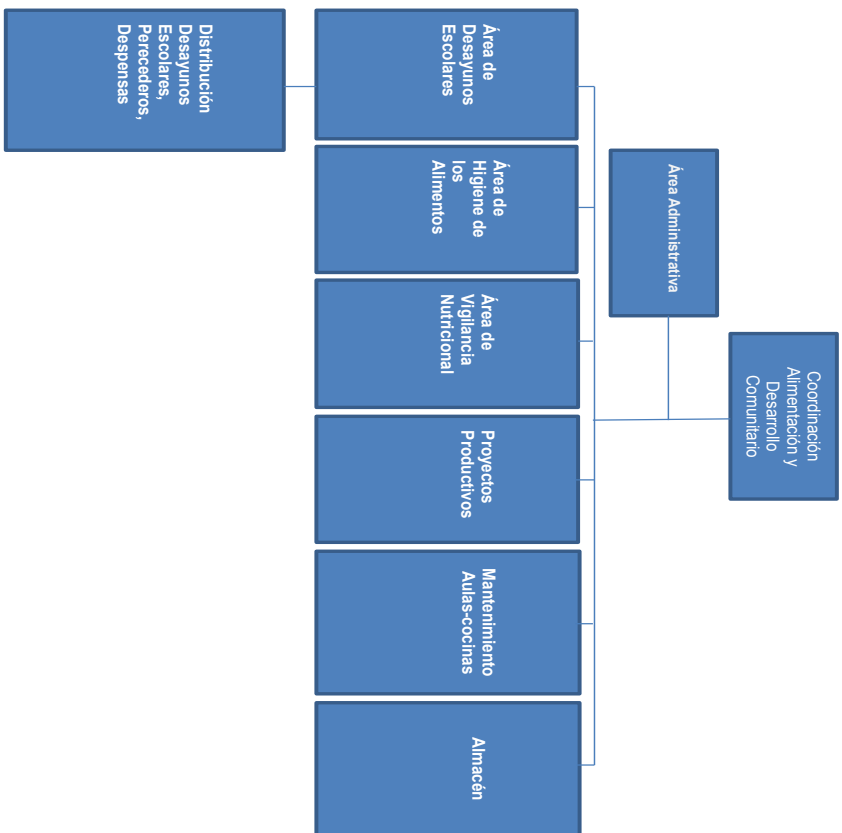 Coordinación
Alimentación y
Desarrollo
Comunitario
Área Administrativa
Área de
Desayunos
Escolares
Área de
Higiene de
los
Alimentos
Área de
Vigilancia
Nutricional
Proyectos
Productivos
Mantenimiento
Aulas-cocinas
Almacén
Distribución
Desayunos
Escolares,
Perecederos,
Despensas